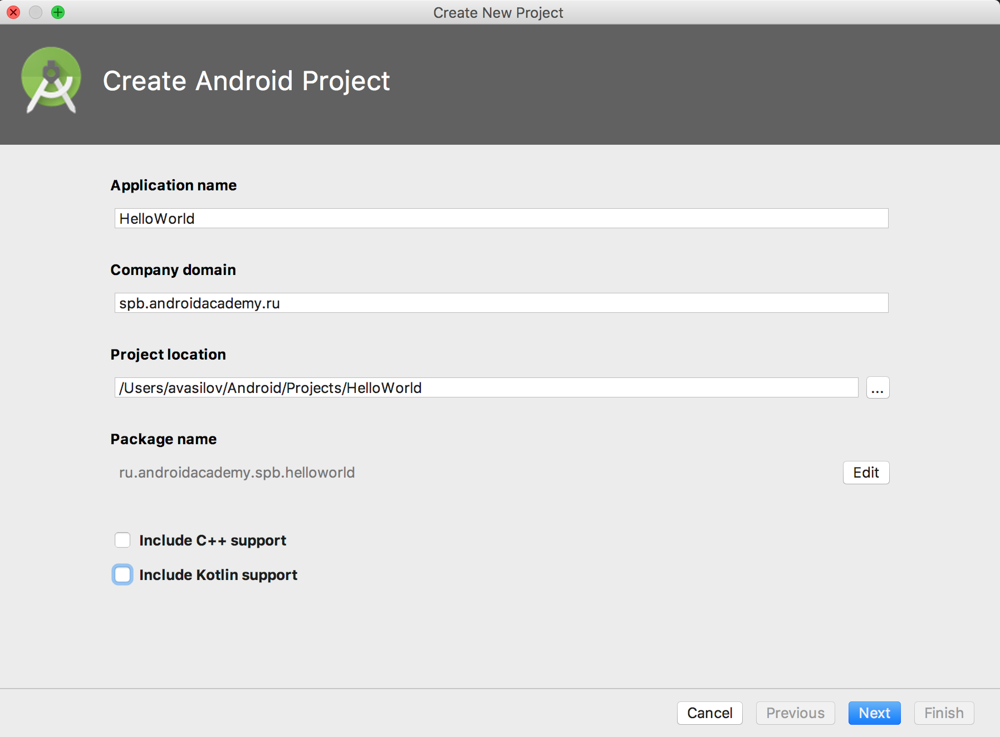 Create New Project
Create Android Project
Application name
HelloWorld
Company domain
spb.androidacademy.ru
Project location
/Users/avasilov/Android/Projects/HelloWorld
...
Package name
ru.androidacademy.spb.helloworld
Edit
Include C++ support
Include Kotlin support
Cancel Previous Next Finish